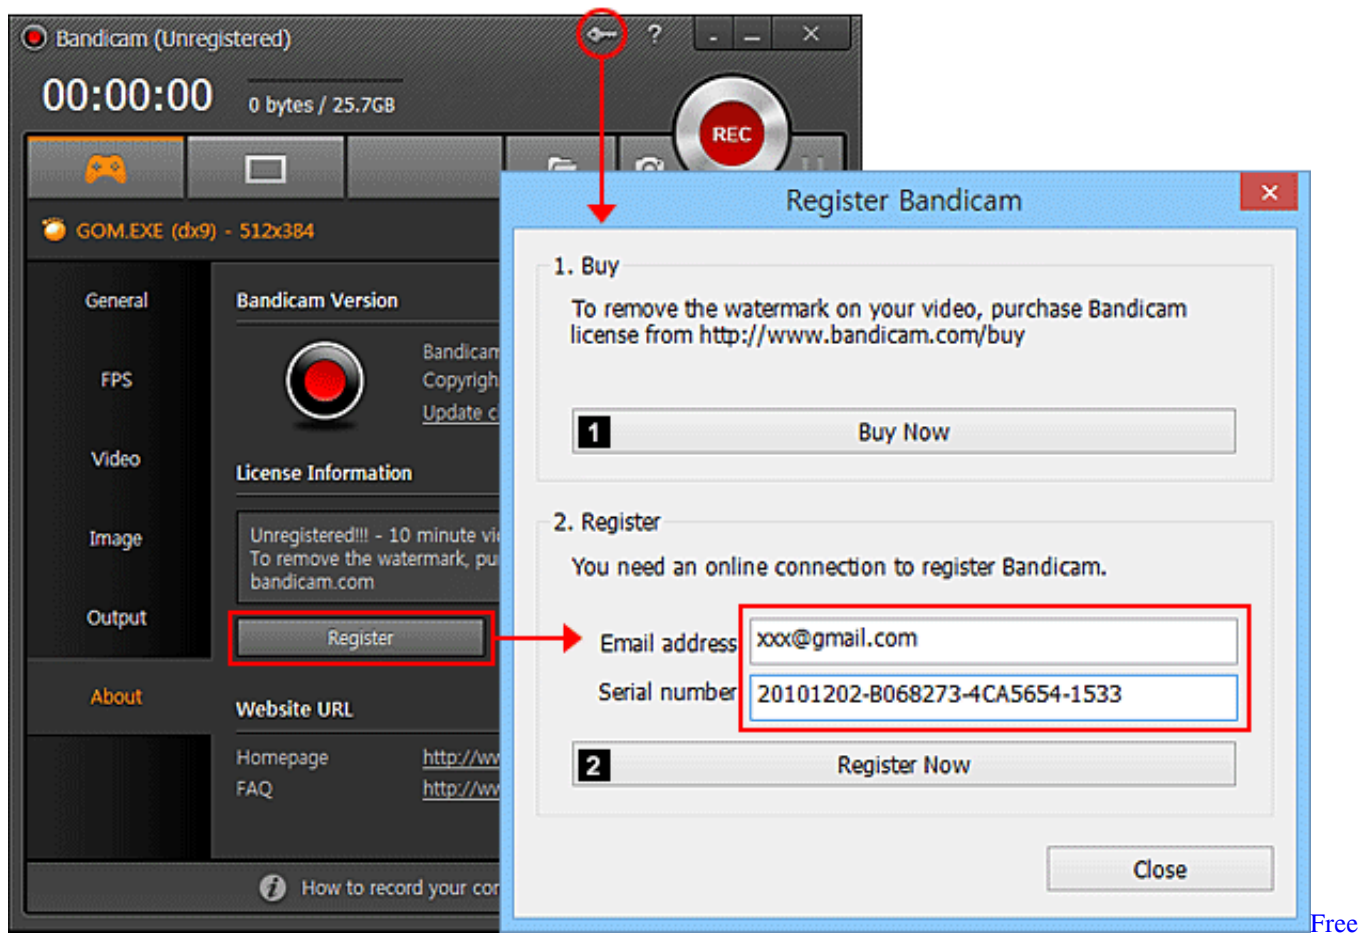 Bandicam (Unregistered)
?
00:00:00
0 bytes / 25.7GB
REC
GOM.EXE (dx9) - 512x384
General
FPS
Video
Image
Output
About
Bandicam Version
Bandicam
Copyrigh
Update c
License Information
Unregistered!!! - 10 minute vi
To remove the watermark, pu
bandicam.com
Register
Website URL
Homepage http://ww
FAQ http://ww
How to record your cor
Register Bandicam
1. Buy
To remove the watermark on your video, purchase Bandicam
license from http://www.bandicam.com/buy
1 Buy Now
2. Register
You need an online connection to register Bandicam.
Email address xxx@gmail.com
Serial number 20101202-B068273-4CA5654-1533
2 Register Now
Close
Free